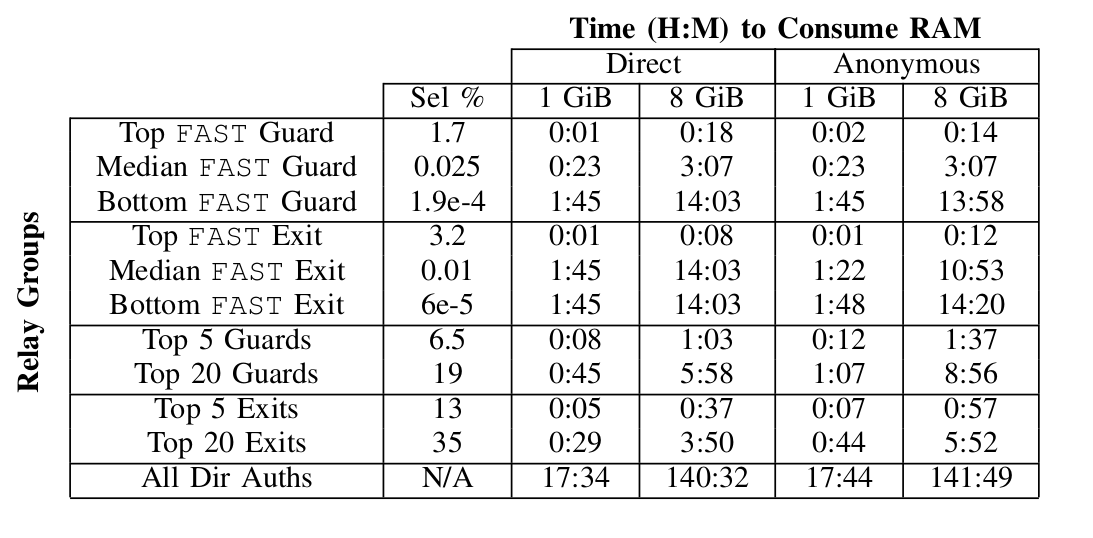 Time (H:M) to Consume RAM
Direct Anonymous
Sel % 1 GiB 8 GiB 1 GiB 8 GiB
Relay Groups
Top FAST Guard 1.7 0:01 0:18 0:02 0:14
Median FAST Guard 0.025 0:23 3:07 0:23 3:07
Bottom FAST Guard 1.9e-4 1:45 14:03 1:45 13:58
Top FAST Exit 3.2 0:01 0:08 0:01 0:12
Median FAST Exit 0.01 1:45 14:03 1:22 10:53
Bottom FAST Exit 6e-5 1:45 14:03 1:48 14:20
Top 5 Guards 6.5 0:08 1:03 0:12 1:37
Top 20 Guards 19 0:45 5:58 1:07 8:56
Top 5 Exits 13 0:05 0:37 0:07 0:57
Top 20 Exits 35 0:29 3:50 0:44 5:52
All Dir Auths N/A 17:34 140:32 17:44 141:49